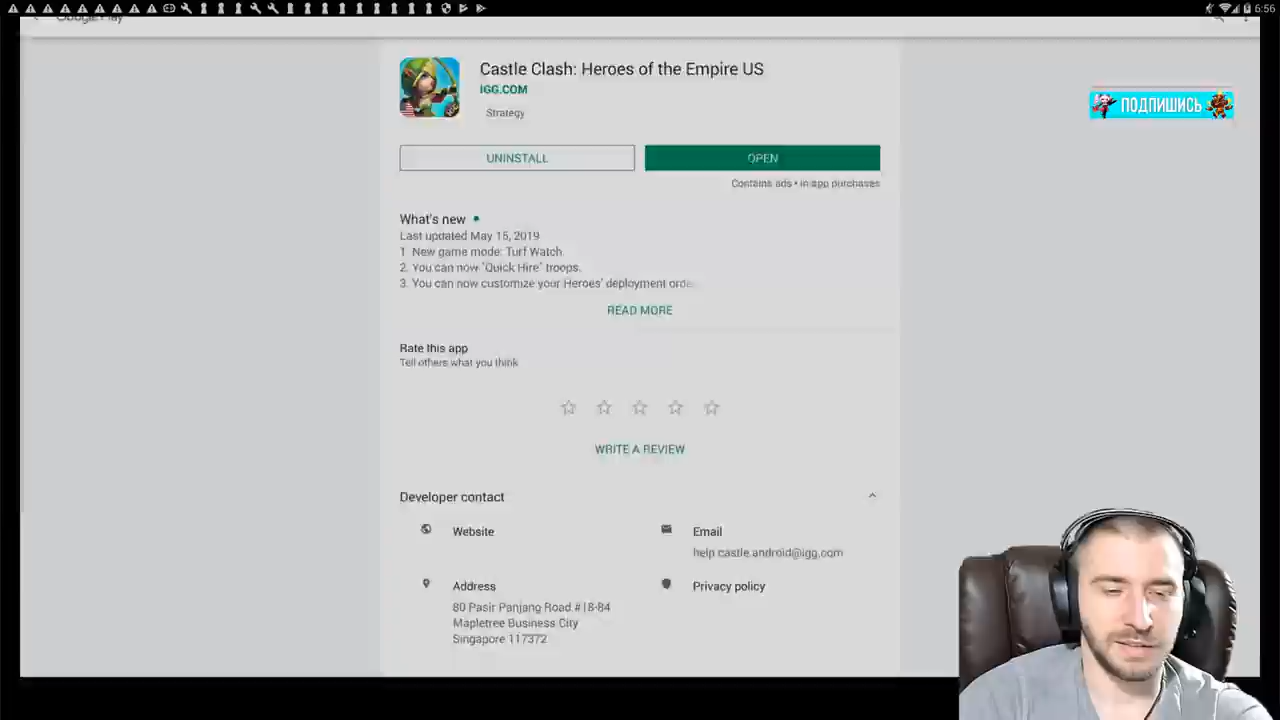 6:56
Google Play
Castle Clash: Heroes of the Empire US
IGG.COM
Strategy
ПОДПИШИСЬ
UNINSTALL
OPEN
Contains ads • in-app purchases
What's new
Last updated May 15, 2019
1. New game mode: Turf Watch.
2. You can now "Quick Hire" troops.
3. You can now customize your Heroes' deployment orde
READ MORE
Rate this app
Tell others what you think
WRITE A REVIEW
Developer contact
Website
Email
help.castle.android@igg.com
Address
Privacy policy
80 Pasir Panjang Road #18-84
Mapletree Business City
Singapore 117372